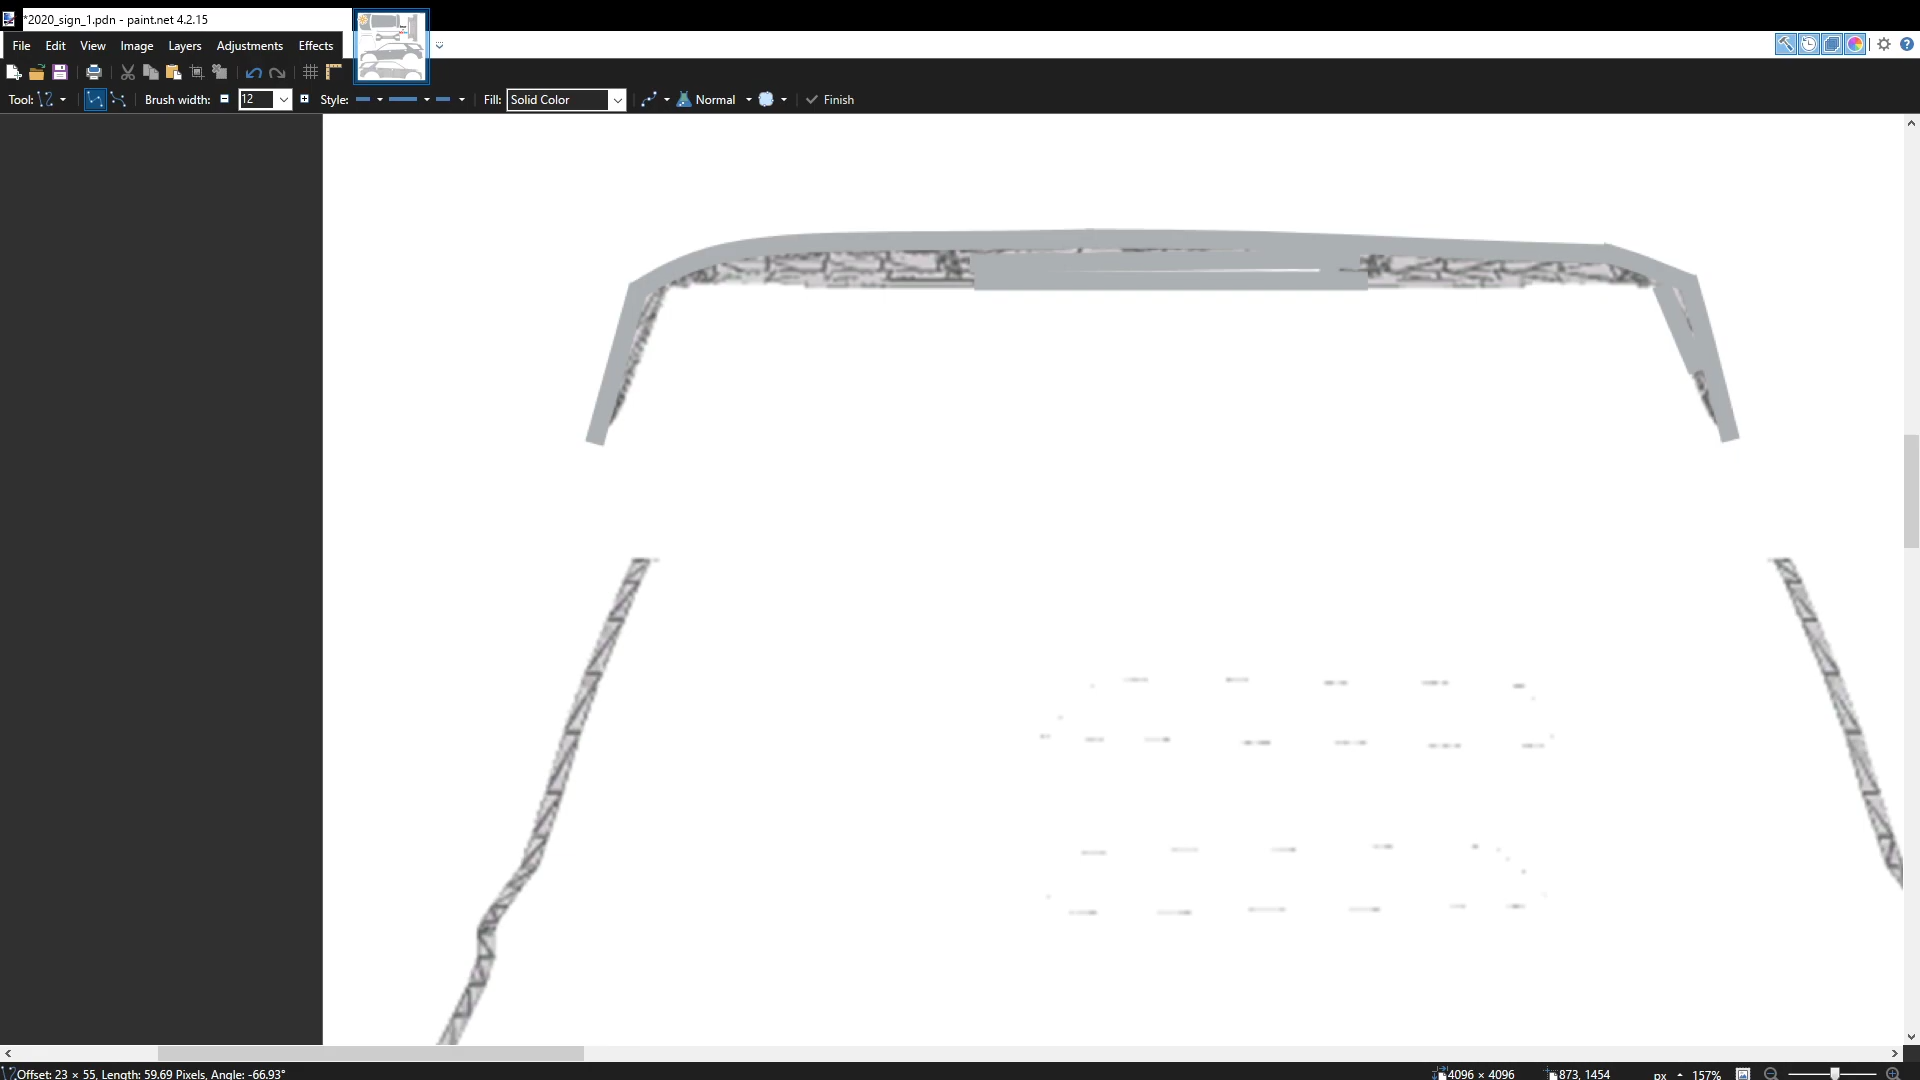 *2020_sign_1.pdn - paint.net 4.2.15
File Edit View Image Layers Adjustments Effects
Tool: Brush width: 12 Style: Fill: Solid Color Normal Finish
Offset: 23 × 55, Length: 59.69 Pixels, Angle: -66.93° 4096 × 4096 873, 1454 px 157%